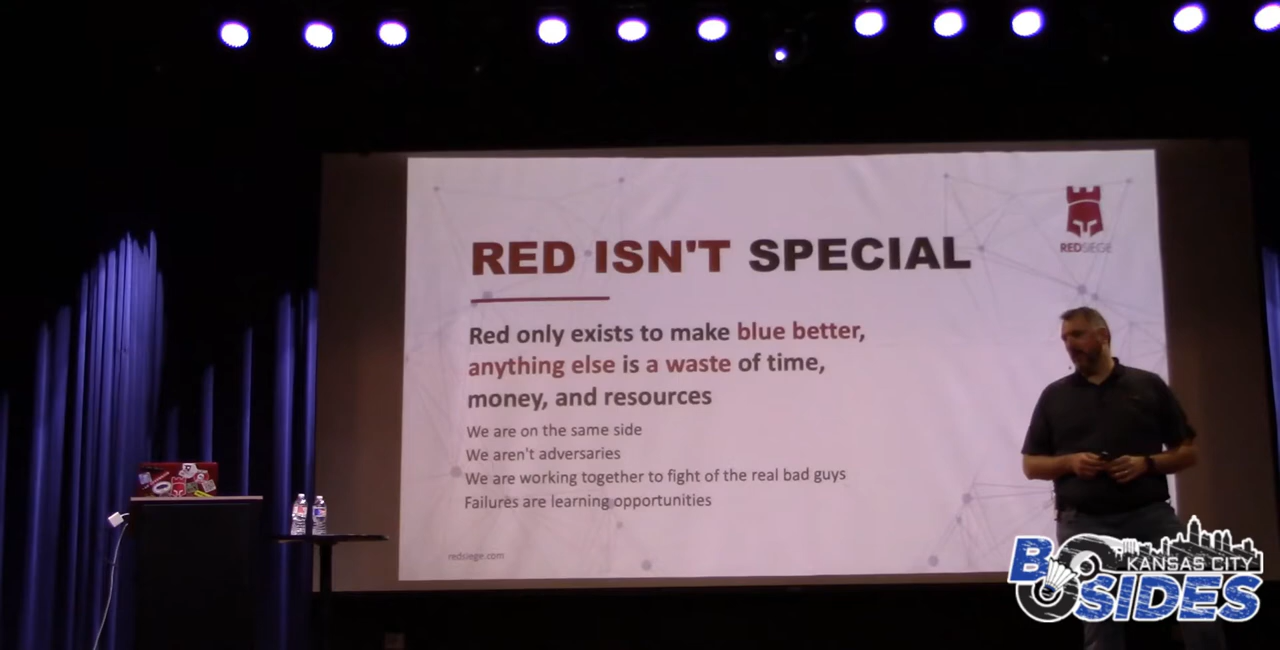 RED ISN'T SPECIAL
REDSIEGE
Red only exists to make blue better,
anything else is a waste of time,
money, and resources
We are on the same side
We aren't adversaries
We are working together to fight of the real bad guys
Failures are learning opportunities
redsiege.com
BSIDES
KANSAS CITY